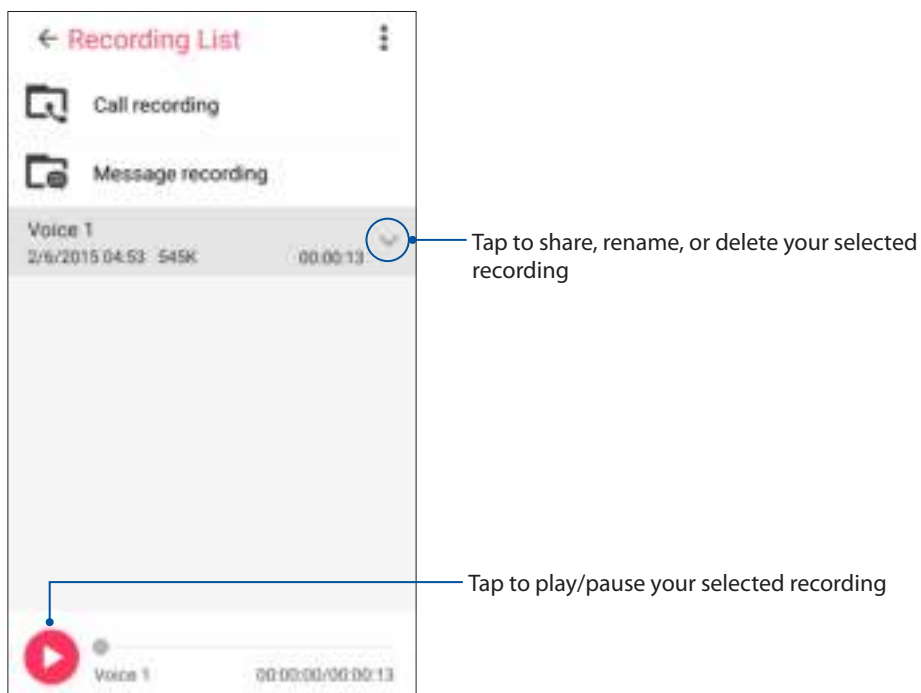 Recording List
Call recording
Message recording
Voice 1
2/6/2015 04:53 545K 00:00:13
Tap to share, rename, or delete your selected
recording
Tap to play/pause your selected recording
Voice 1 00:00:00/00:00:13